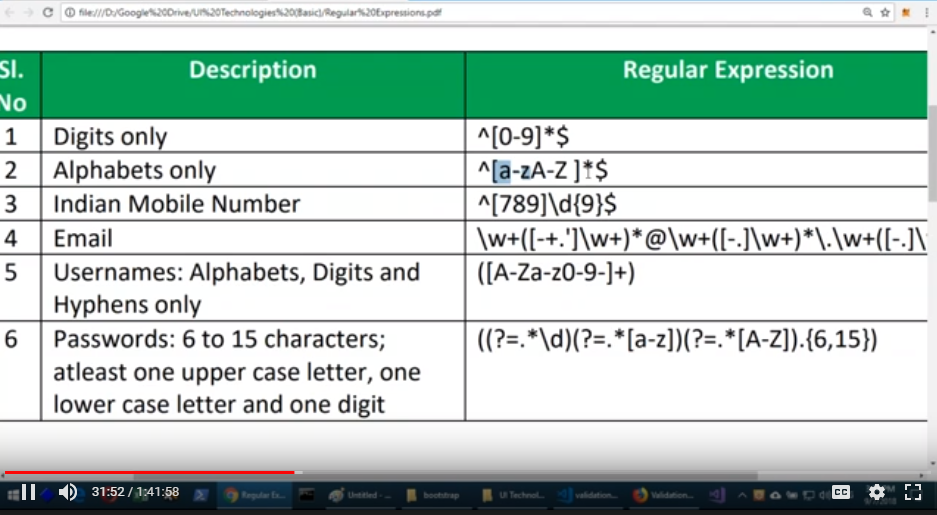 file:///D:/Google%20Drive/UI%20Technologies%20(Basic)/Regular%20Expressions.pdf
Sl. No Description Regular Expression
1 Digits only ^[0-9]*$
2 Alphabets only ^[a-zA-Z ]*$
3 Indian Mobile Number ^[789]\d{9}$
4 Email \w+([-+.']\w+)*@\w+([-.]\w+)*\.\w+([-.]\
5 Usernames: Alphabets, Digits and ([A-Za-z0-9-]+)
Hyphens only
6 Passwords: 6 to 15 characters; ((?=.*\d)(?=.*[a-z])(?=.*[A-Z]).{6,15})
atleast one upper case letter, one
lower case letter and one digit
31:52 / 1:41:58 Regular Ex... Untitled - ... bootstrap UI Technol... validation... Validation... CC